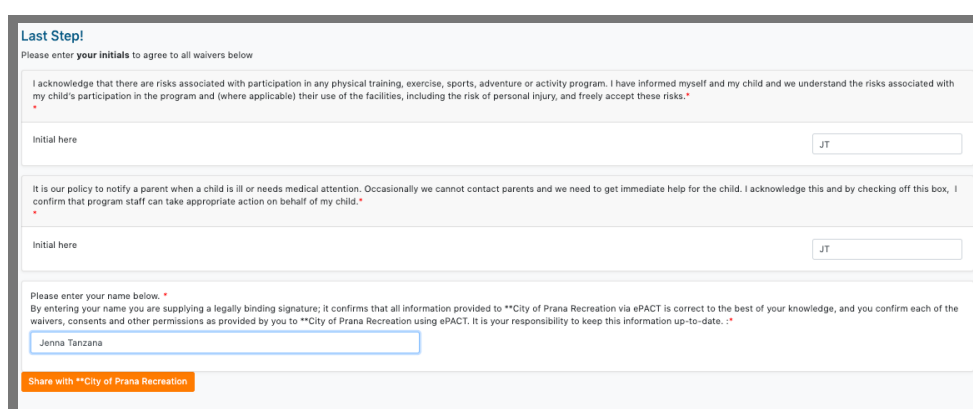 Last Step!
Please enter your initials to agree to all waivers below
I acknowledge that there are risks associated with participation in any physical training, exercise, sports, adventure or activity program. I have informed myself and my child and we understand the risks associated with
my child's participation in the program and (where applicable) their use of the facilities, including the risk of personal injury, and freely accept these risks.*
*
Initial here
JT
It is our policy to notify a parent when a child is ill or needs medical attention. Occasionally we cannot contact parents and we need to get immediate help for the child. I acknowledge this and by checking off this box, I
confirm that program staff can take appropriate action on behalf of my child.*
*
Initial here
JT
Please enter your name below. *
By entering your name you are supplying a legally binding signature; it confirms that all information provided to **City of Prana Recreation via ePACT is correct to the best of your knowledge, and you confirm each of the
waivers, consents and other permissions as provided by you to **City of Prana Recreation using ePACT. It is your responsibility to keep this information up-to-date. :*
Jenna Tanzana
Share with **City of Prana Recreation